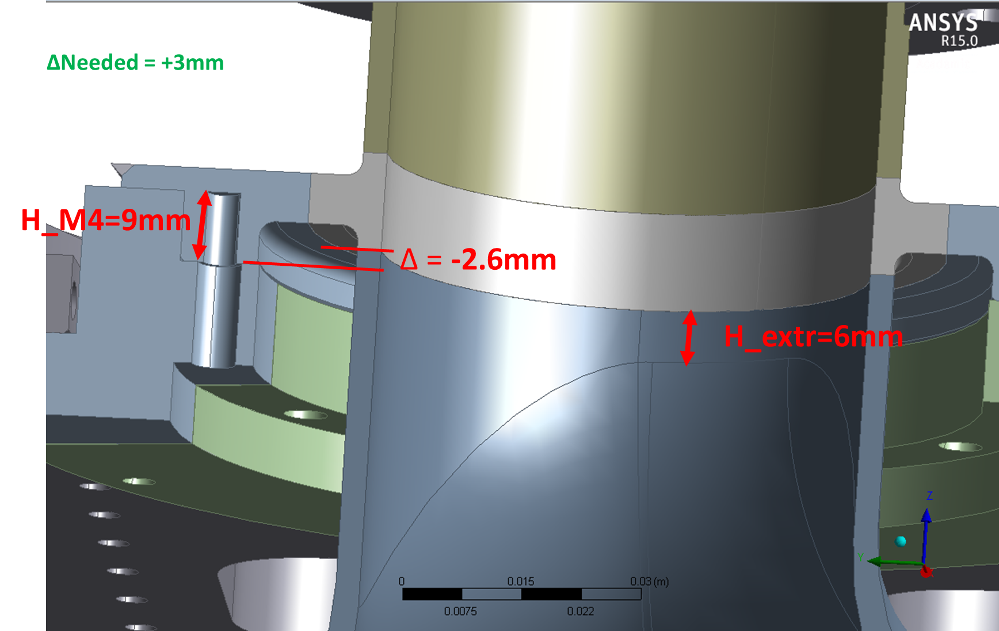 ANSYS
R15.0
ΔNeeded = +3mm
H_M4=9mm
Δ = -2.6mm
H_extr=6mm
Z
Y
0 0.015 0.03 (m)
0.0075 0.022